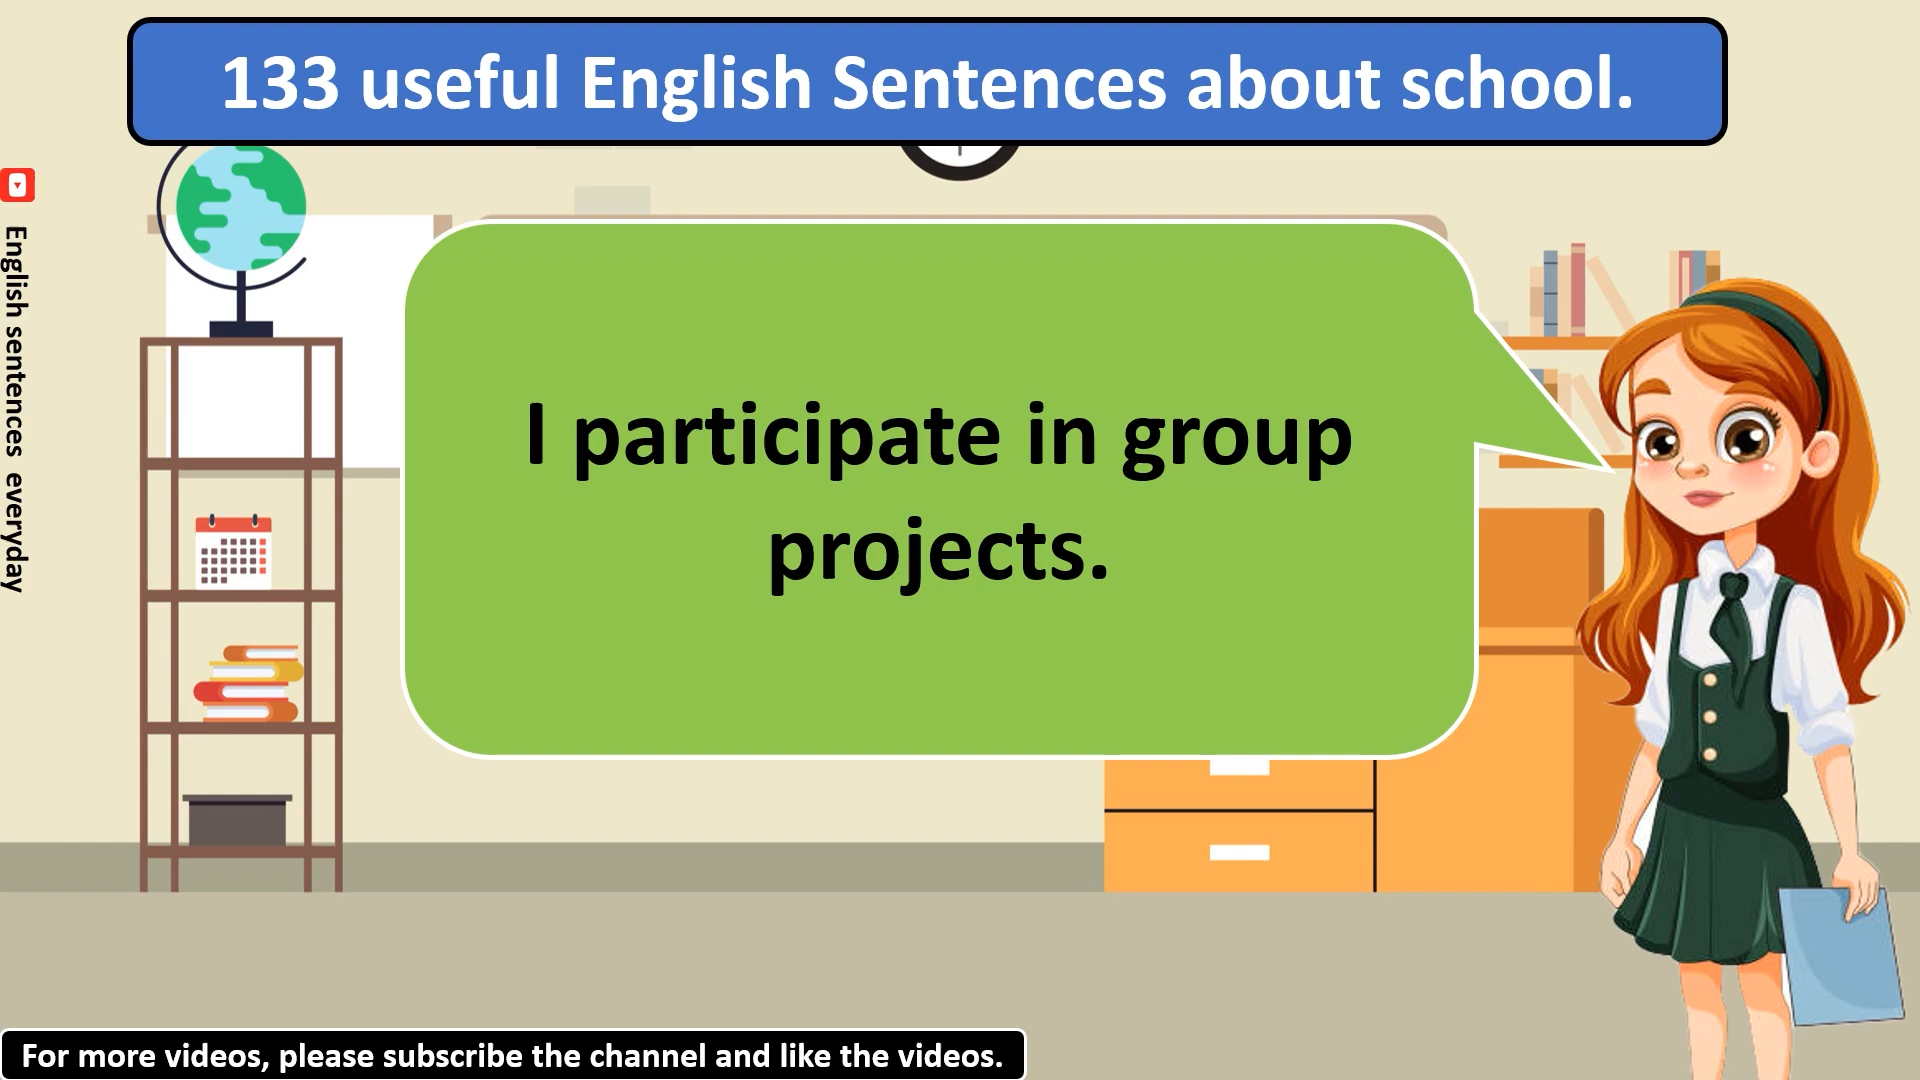 133 useful English Sentences about school.
English sentences everyday
I participate in group
projects.
For more videos, please subscribe the channel and like the videos.